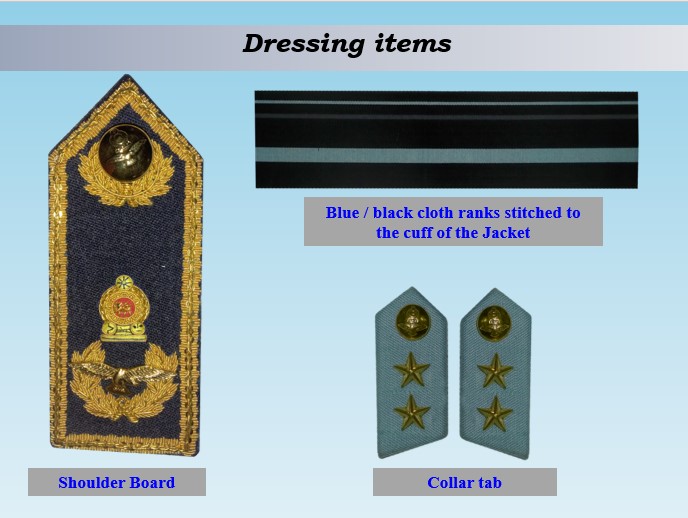 Dressing items
Blue / black cloth ranks stitched to
the cuff of the Jacket
Shoulder Board
Collar tab